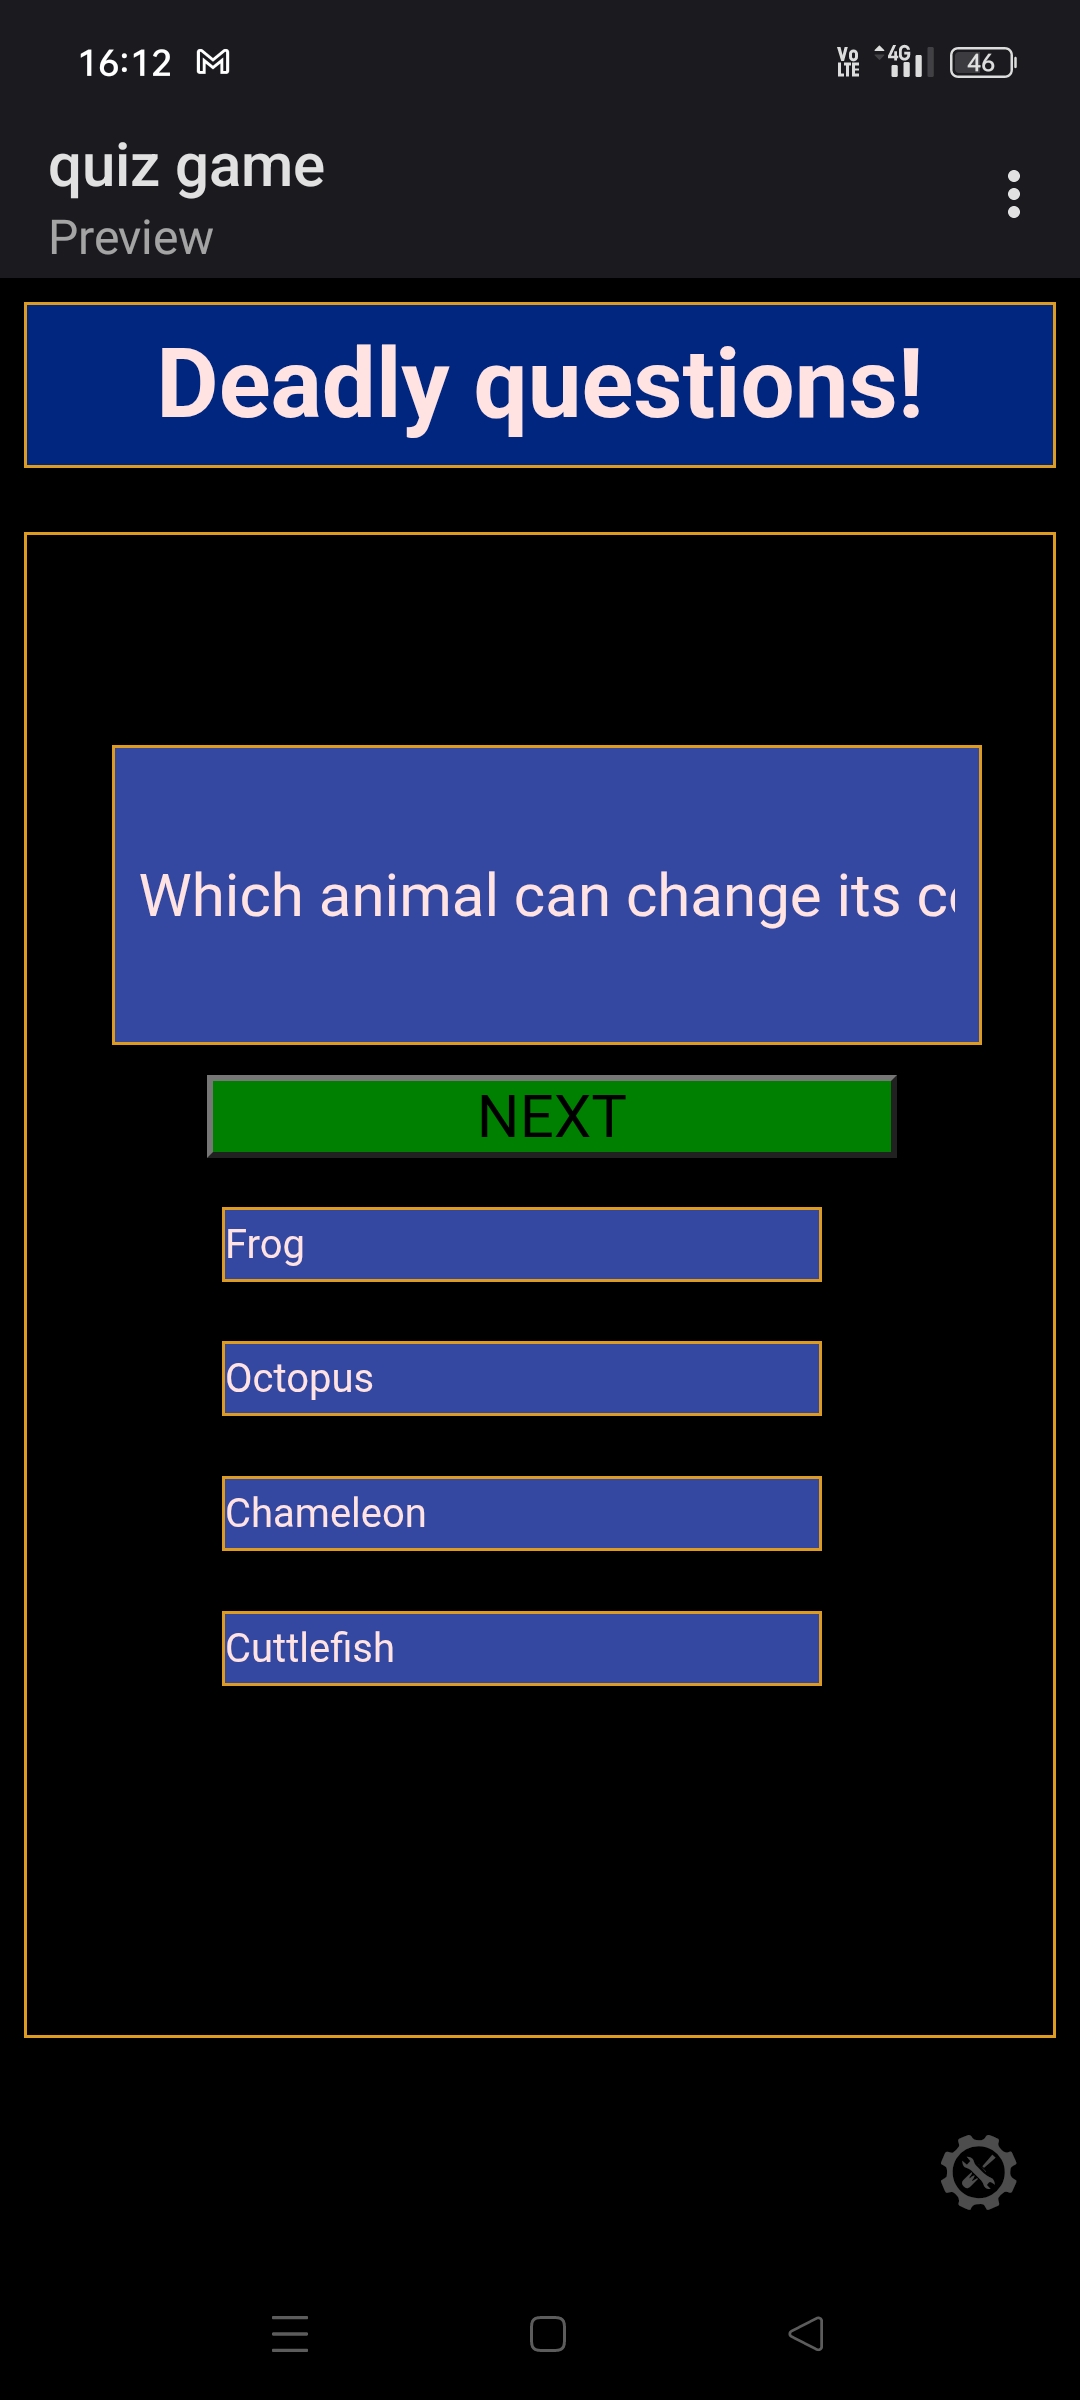 16:12
Vo LTE 4G 46
quiz game
Preview
Deadly questions!
Which animal can change its
NEXT
Frog
Octopus
Chameleon
Cuttlefish